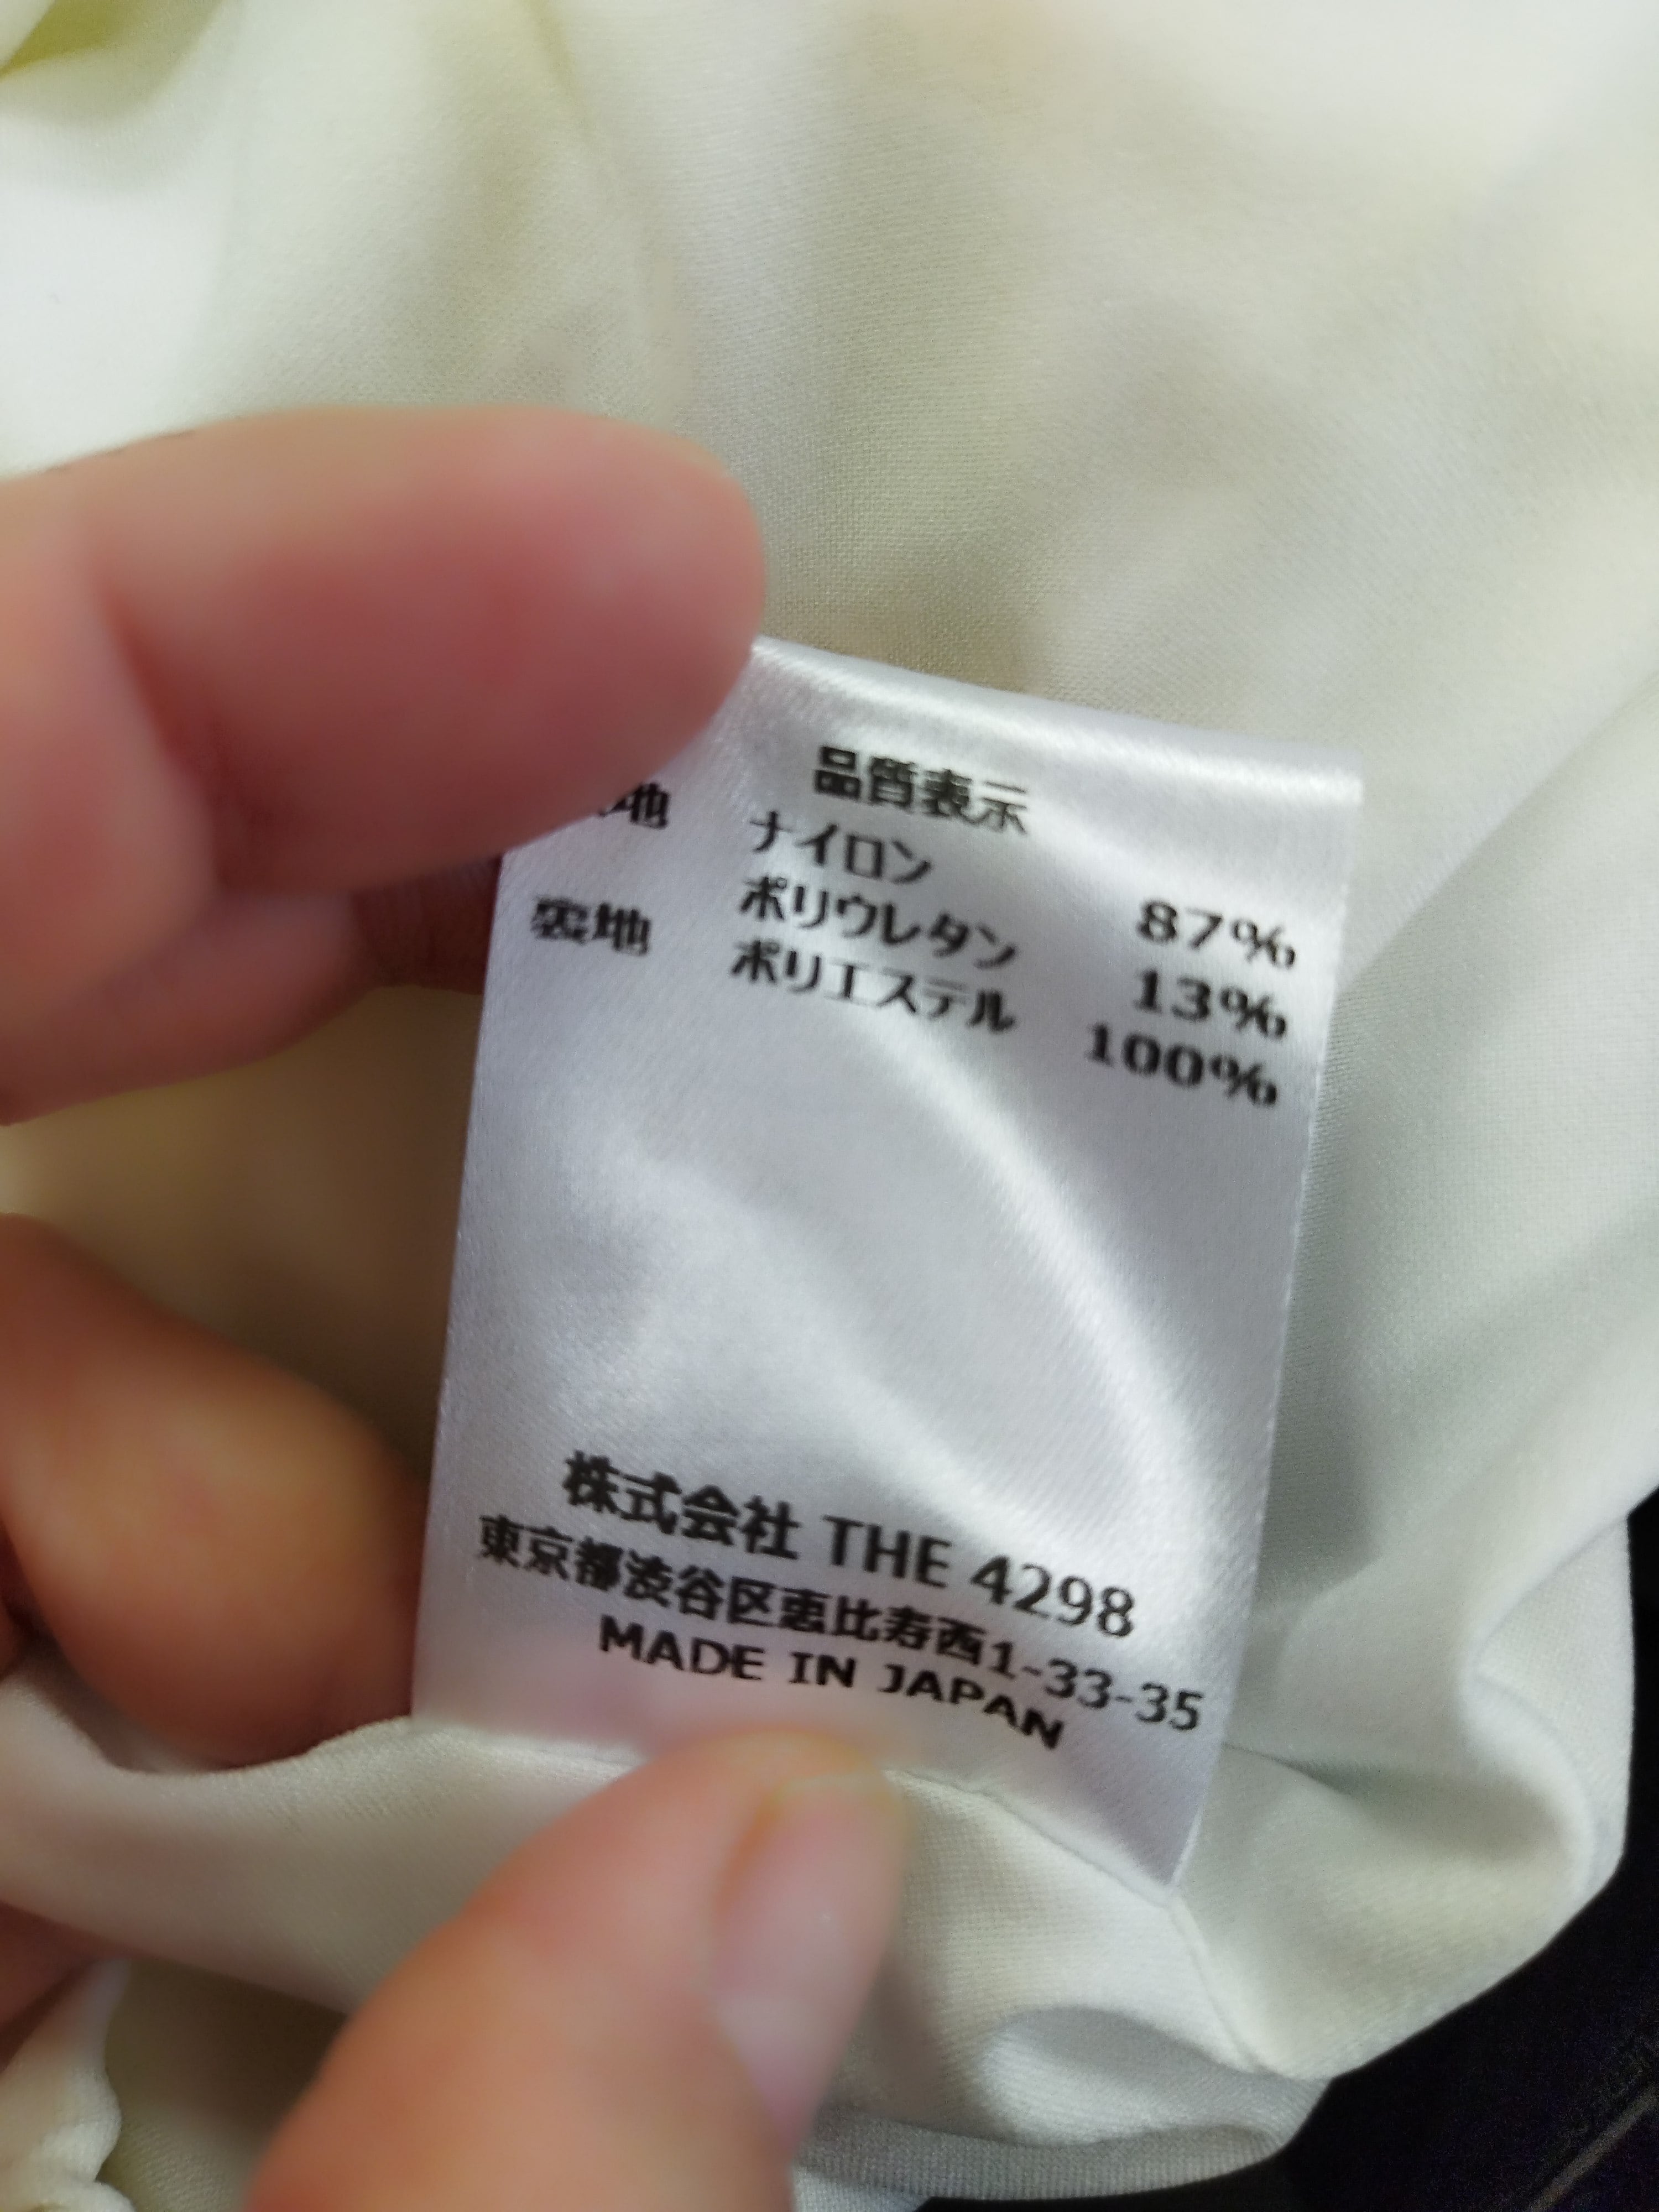 品質表示
地 ナイロン 87%
ポリウレタン 13%
裏地 ポリエステル 100%
株式会社 THE 4298
東京都渋谷区恵比寿西1-33-35
MADE IN JAPAN